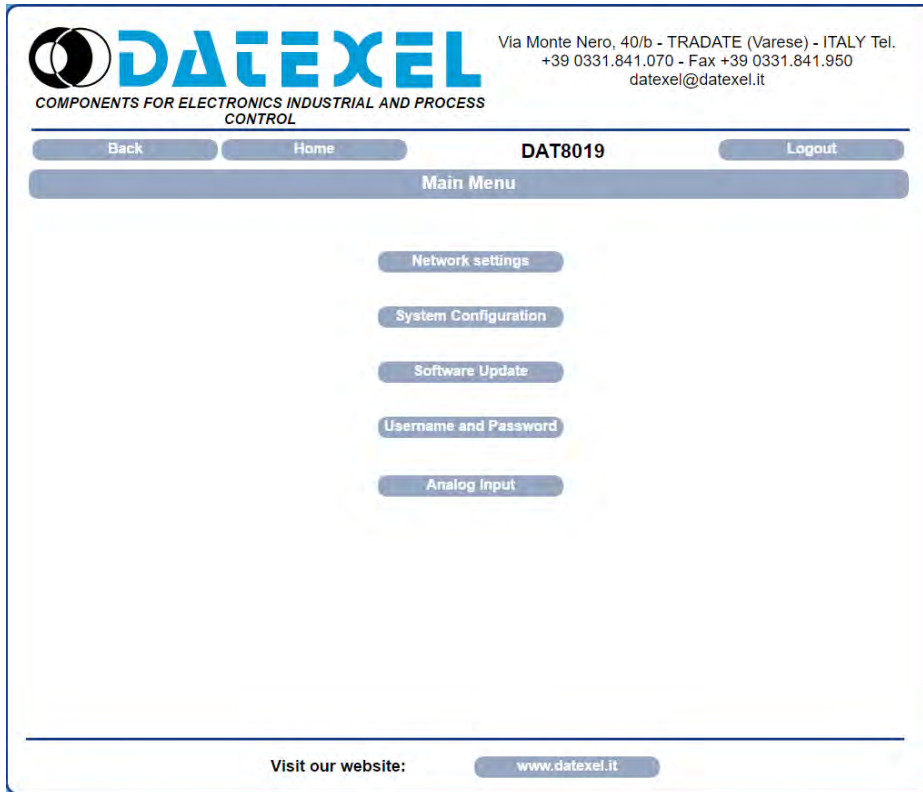 DATEXEL
COMPONENTS FOR ELECTRONICS INDUSTRIAL AND PROCESS
CONTROL
Via Monte Nero, 40/b - TRADATE (Varese) - ITALY Tel.
+39 0331.841.070 - Fax +39 0331.841.950
datexel@datexel.it
Back Home DAT8019 Logout
Main Menu
Network settings
System Configuration
Software Update
Username and Password
Analog Input
Visit our website: www.datexel.it